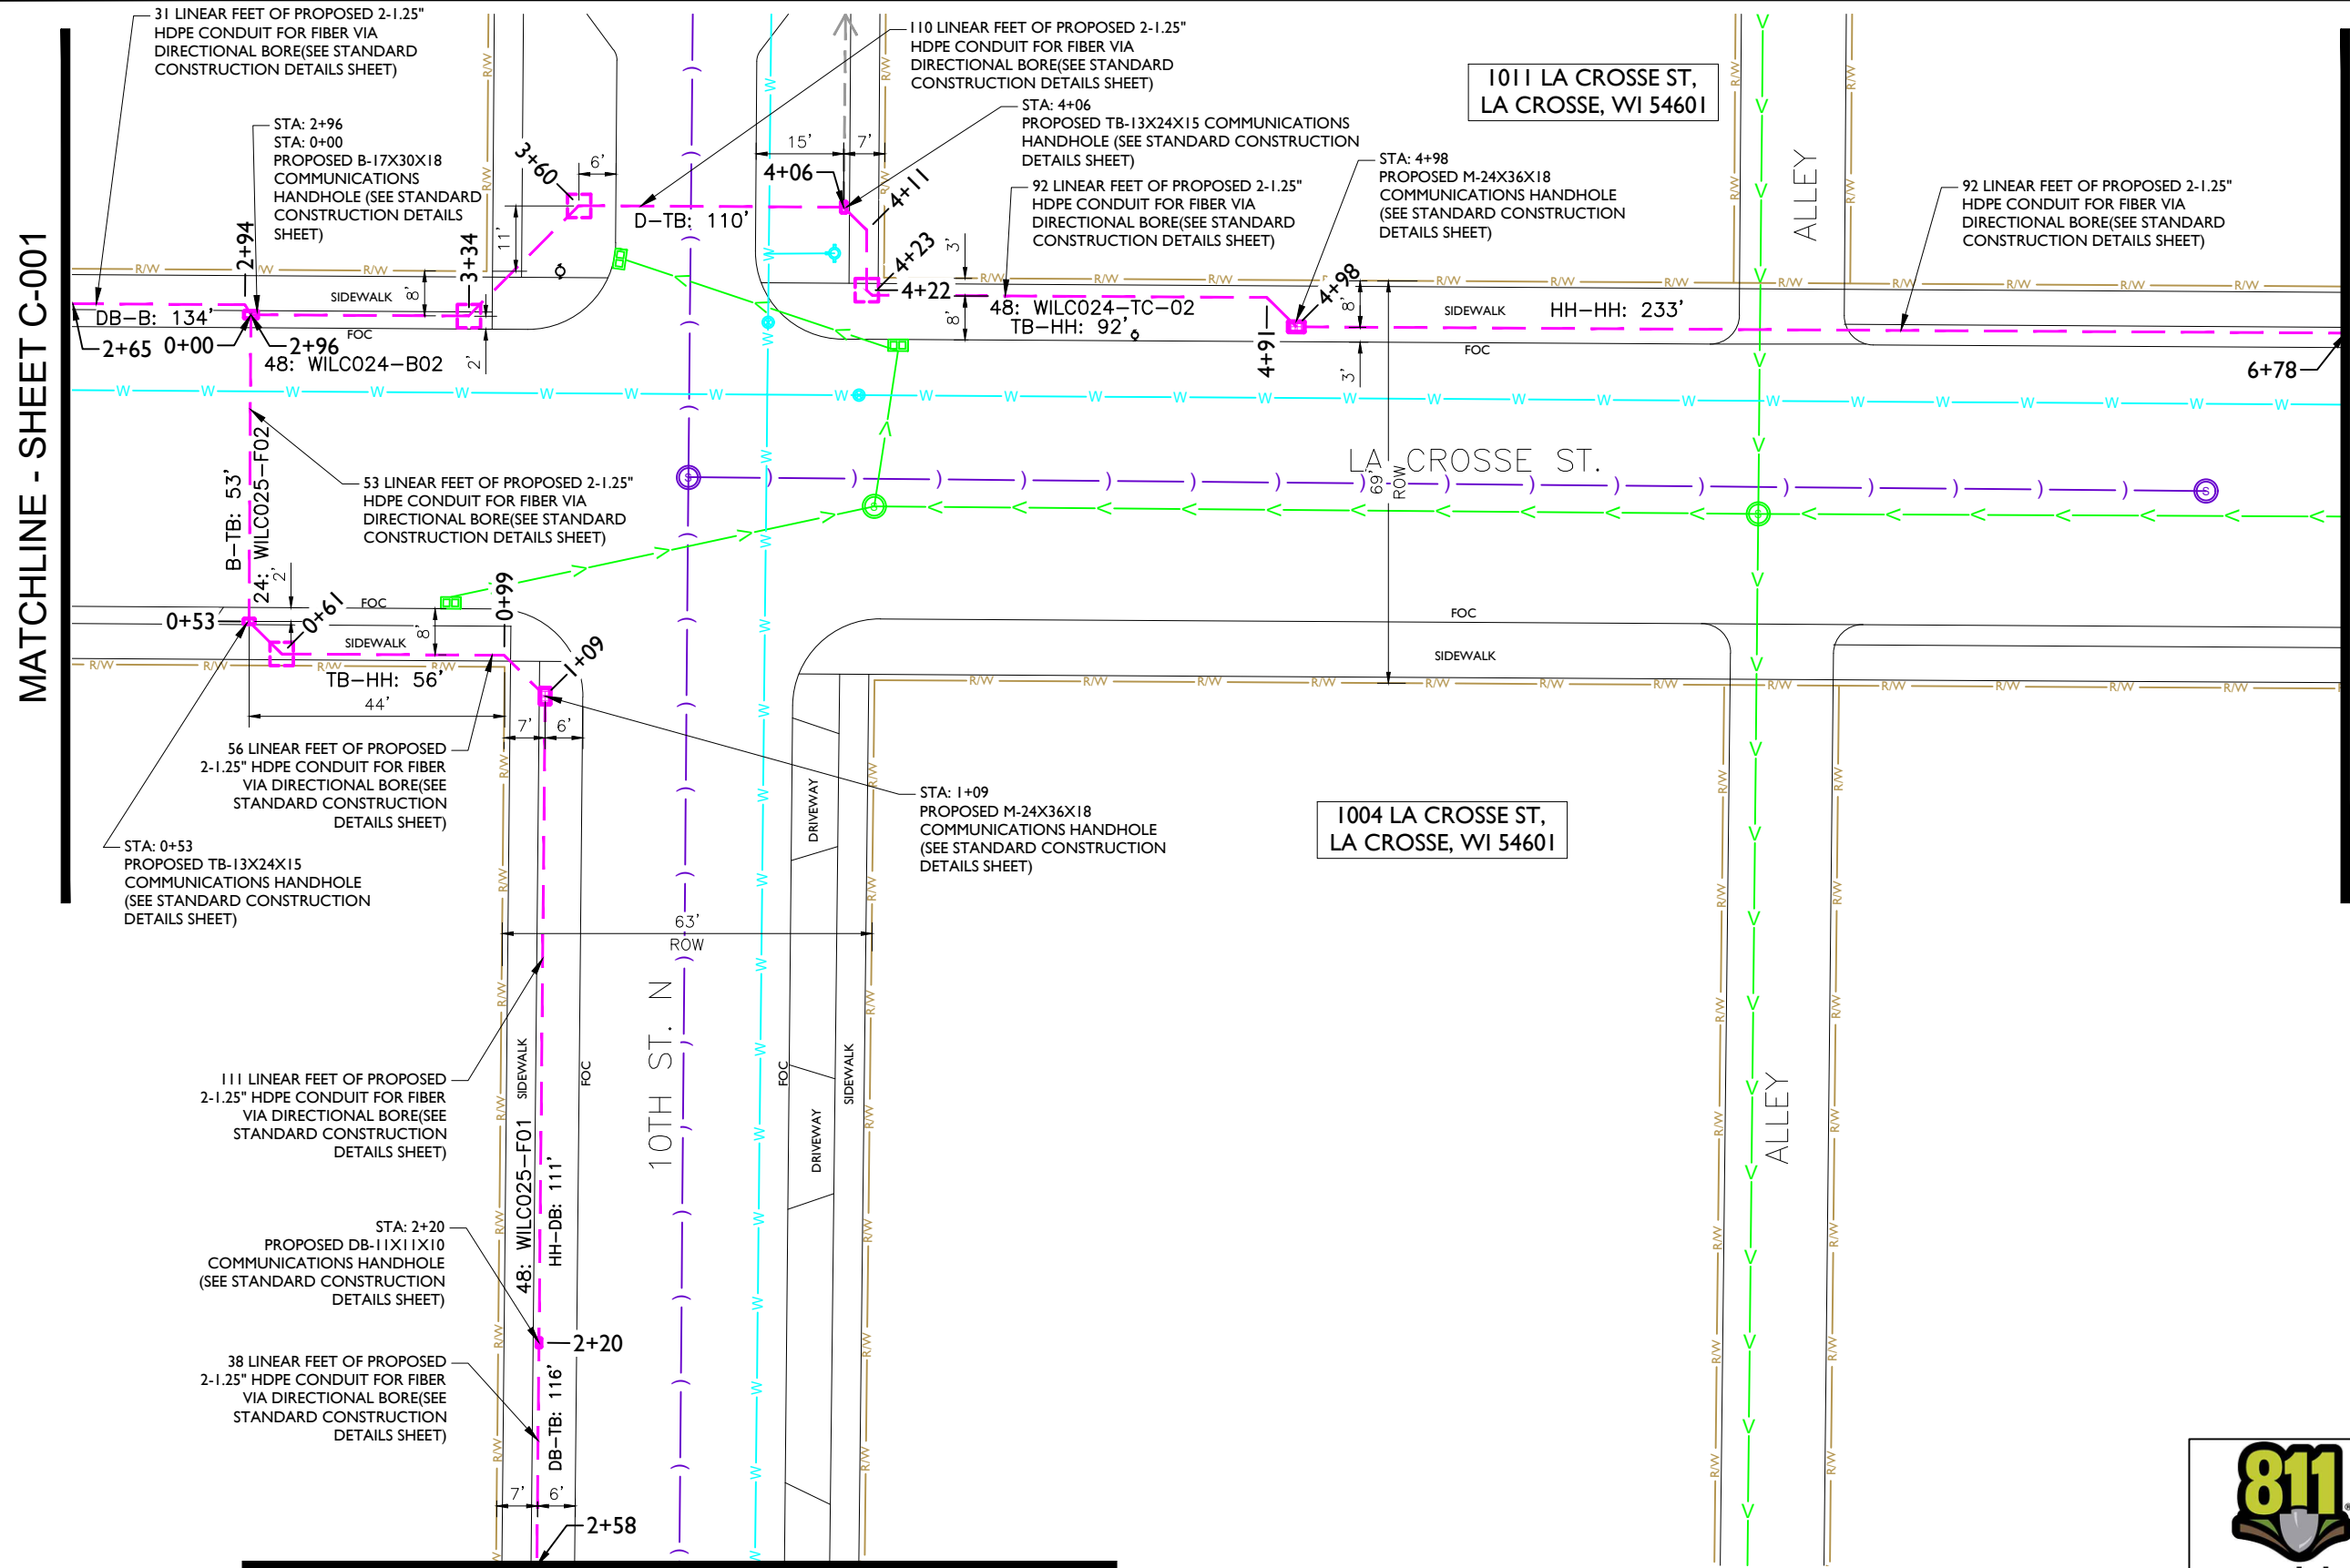 31 LINEAR FEET OF PROPOSED 2-1.25"
HDPE CONDUIT FOR FIBER VIA
DIRECTIONAL BORE(SEE STANDARD
CONSTRUCTION DETAILS SHEET)
110 LINEAR FEET OF PROPOSED 2-1.25"
HDPE CONDUIT FOR FIBER VIA
DIRECTIONAL BORE(SEE STANDARD
CONSTRUCTION DETAILS SHEET)
1011 LA CROSSE ST,
LA CROSSE, WI 54601
STA: 2+96
STA: 0+00
PROPOSED B-17X30X18
COMMUNICATIONS
HANDHOLE (SEE STANDARD
CONSTRUCTION DETAILS
SHEET)
STA: 4+06
PROPOSED TB-13X24X15 COMMUNICATIONS
HANDHOLE (SEE STANDARD CONSTRUCTION
DETAILS SHEET)
STA: 4+98
PROPOSED M-24X36X18
COMMUNICATIONS HANDHOLE
(SEE STANDARD CONSTRUCTION
DETAILS SHEET)
92 LINEAR FEET OF PROPOSED 2-1.25"
HDPE CONDUIT FOR FIBER VIA
DIRECTIONAL BORE(SEE STANDARD
CONSTRUCTION DETAILS SHEET)
92 LINEAR FEET OF PROPOSED 2-1.25"
HDPE CONDUIT FOR FIBER VIA
DIRECTIONAL BORE(SEE STANDARD
CONSTRUCTION DETAILS SHEET)
ALLEY
3+60
6'
15'
7'
4+06
4+11
D-TB: 110'
11'
2+94
3+34
4+23
3'
4+22
4+98
8'
SIDEWALK
8'
DB-B: 134'
FOC
2+65
0+00
2+96
48: WILC024-B02
2'
8'
48: WILC024-TC-02
TB-HH: 92'
4+91
SIDEWALK
HH-HH: 233'
FOC
3'
6+78
MATCHLINE - SHEET C-001
LA CROSSE ST.
69'
ROW
B-TB: 53'
24: WILC025-F02
53 LINEAR FEET OF PROPOSED 2-1.25"
HDPE CONDUIT FOR FIBER VIA
DIRECTIONAL BORE(SEE STANDARD
CONSTRUCTION DETAILS SHEET)
2'
0+53
0+61
FOC
0+99
SIDEWALK
8'
1+09
TB-HH: 56'
44'
7'
6'
FOC
SIDEWALK
56 LINEAR FEET OF PROPOSED
2-1.25" HDPE CONDUIT FOR FIBER
VIA DIRECTIONAL BORE(SEE
STANDARD CONSTRUCTION
DETAILS SHEET)
STA: 0+53
PROPOSED TB-13X24X15
COMMUNICATIONS HANDHOLE
(SEE STANDARD CONSTRUCTION
DETAILS SHEET)
STA: 1+09
PROPOSED M-24X36X18
COMMUNICATIONS HANDHOLE
(SEE STANDARD CONSTRUCTION
DETAILS SHEET)
DRIVEWAY
1004 LA CROSSE ST,
LA CROSSE, WI 54601
63'
ROW
10TH ST. N
SIDEWALK
FOC
FOC
SIDEWALK
DRIVEWAY
ALLEY
111 LINEAR FEET OF PROPOSED
2-1.25" HDPE CONDUIT FOR FIBER
VIA DIRECTIONAL BORE(SEE
STANDARD CONSTRUCTION
DETAILS SHEET)
48: WILC025-F01
HH-DB: 111'
STA: 2+20
PROPOSED DB-11X11X10
COMMUNICATIONS HANDHOLE
(SEE STANDARD CONSTRUCTION
DETAILS SHEET)
2+20
38 LINEAR FEET OF PROPOSED
2-1.25" HDPE CONDUIT FOR FIBER
VIA DIRECTIONAL BORE(SEE
STANDARD CONSTRUCTION
DETAILS SHEET)
DB-TB: 116'
7'
6'
2+58
811